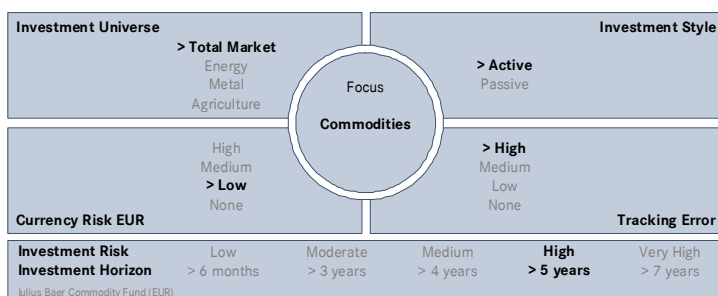 Investment Universe
> Total Market
Energy
Metal
Agriculture
Investment Style
> Active
Passive
Focus
Commodities
High
Medium
> Low
None
Currency Risk EUR
> High
Medium
Low
None
Tracking Error
Investment Risk Low Moderate Medium High Very High
Investment Horizon > 6 months > 3 years > 4 years > 5 years > 7 years
Julius Baer Commodity Fund (EUR)